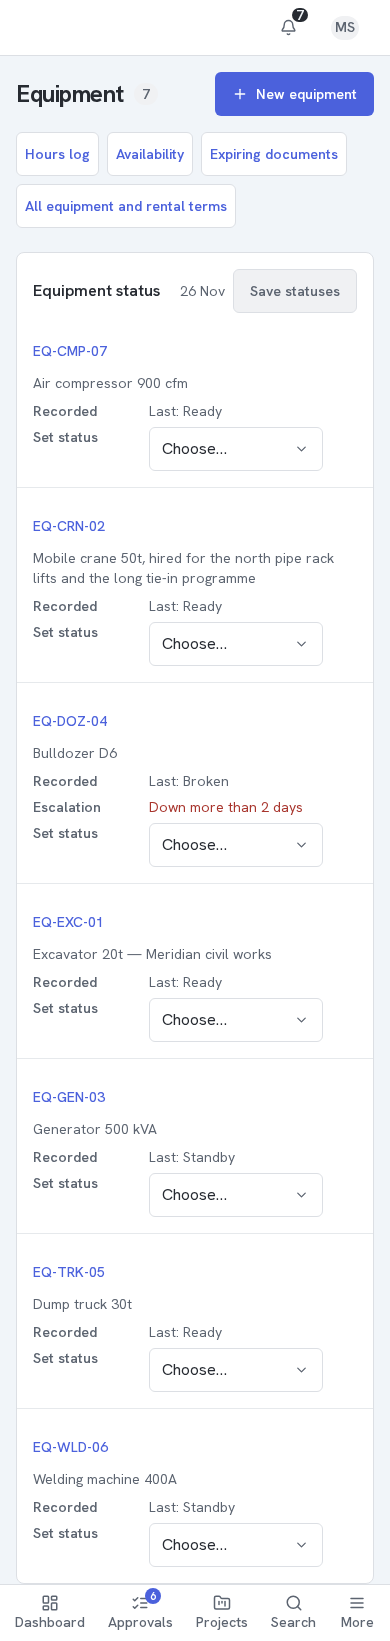 7
MS
Equipment 7
New equipment
Hours log
Availability
Expiring documents
All equipment and rental terms
Equipment status
26 Nov
Save statuses
EQ-CMP-07
Air compressor 900 cfm
Recorded Last: Ready
Set status
Choose...
EQ-CRN-02
Mobile crane 50t, hired for the north pipe rack
lifts and the long tie-in programme
Recorded Last: Ready
Set status
Choose...
EQ-DOZ-04
Bulldozer D6
Recorded Last: Broken
Escalation Down more than 2 days
Set status
Choose...
EQ-EXC-01
Excavator 20t — Meridian civil works
Recorded Last: Ready
Set status
Choose...
EQ-GEN-03
Generator 500 kVA
Recorded Last: Standby
Set status
Choose...
EQ-TRK-05
Dump truck 30t
Recorded Last: Ready
Set status
Choose...
EQ-WLD-06
Welding machine 400A
Recorded Last: Standby
Set status
Choose...
6
Dashboard Approvals Projects Search More